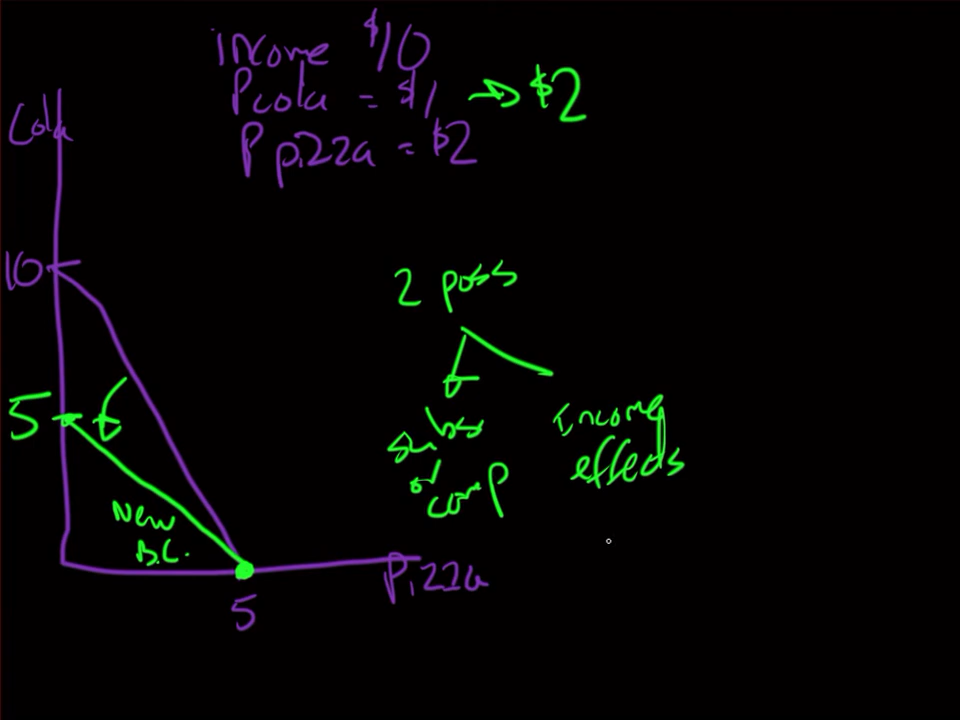 Income $10
Pcola = $1 → $2
P pizza = $2
Cola
10
2 poss
5
subs
or
comp
Income
effects
New
B.C.
Pizza
5